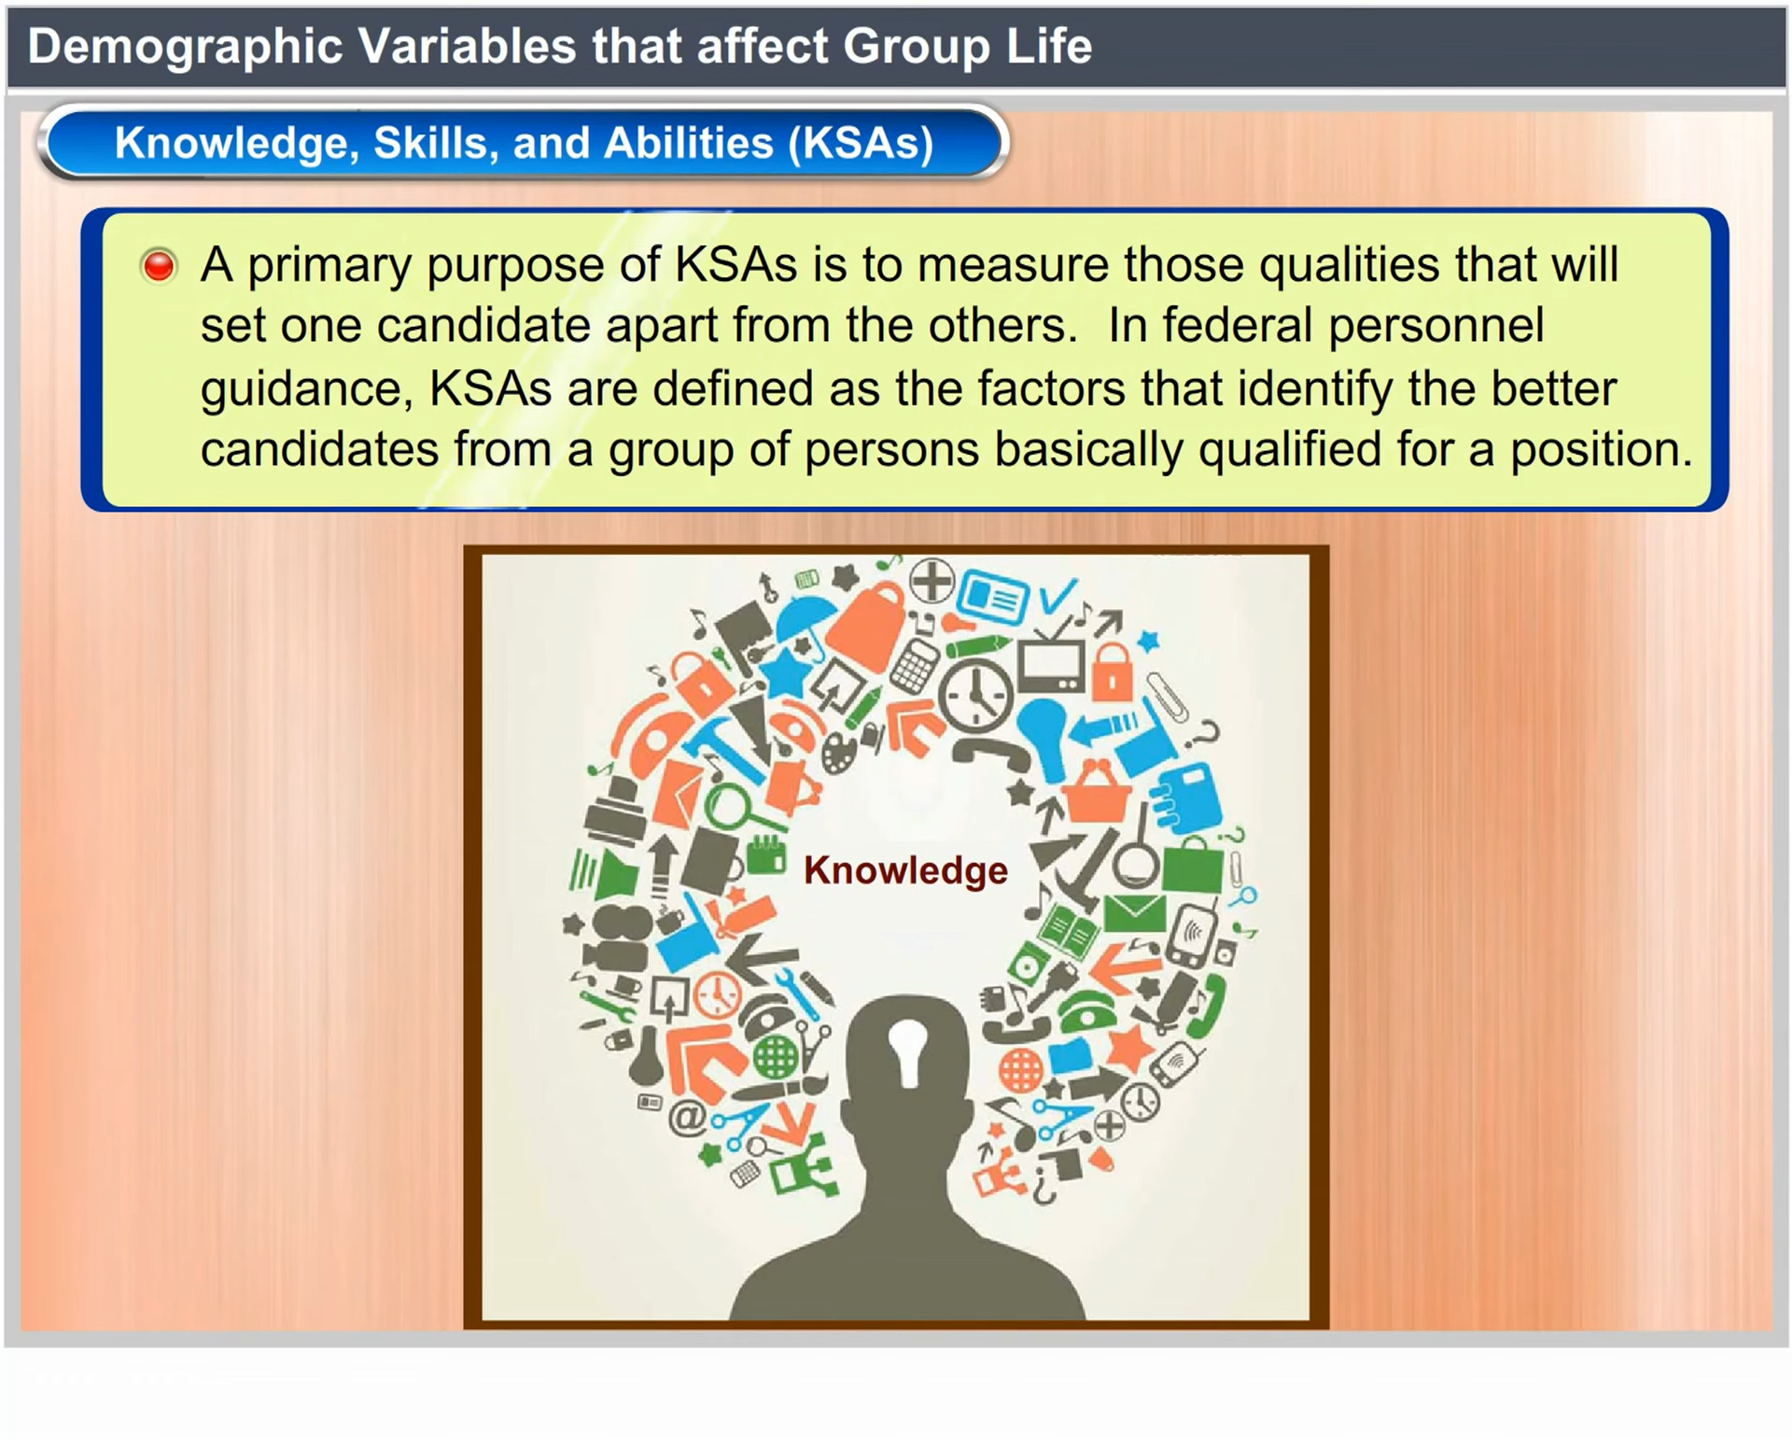 Demographic Variables that affect Group Life
Knowledge, Skills, and Abilities (KSAs)
A primary purpose of KSAs is to measure those qualities that will
set one candidate apart from the others.  In federal personnel
guidance, KSAs are defined as the factors that identify the better
candidates from a group of persons basically qualified for a position.
Knowledge
@